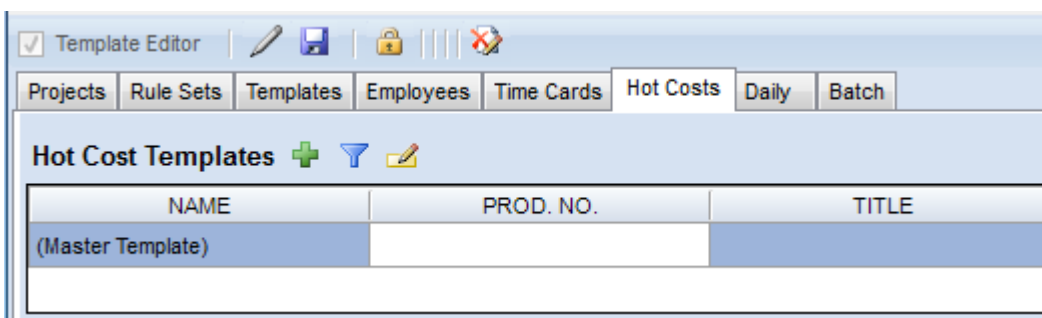 Template Editor
Projects Rule Sets Templates Employees Time Cards Hot Costs Daily Batch
Hot Cost Templates
NAME PROD. NO. TITLE
(Master Template)